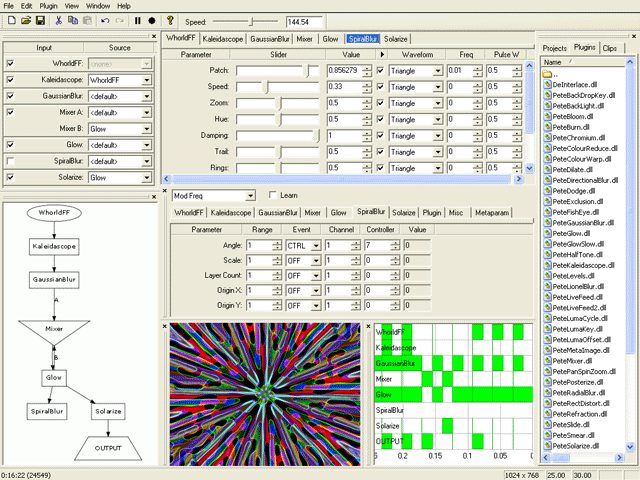 File Edit Plugin View Window Help
Speed: 144.54
Input Source
WhorldFF: <none>
Kaleidoscope: WhorldFF
GaussianBlur: <default>
Mixer A: <default>
Mixer B: Glow
Glow: <default>
SpiralBlur: <default>
Solarize: Glow
WhorldFF Kaleidascope GaussianBlur Mixer Glow SpiralBlur Solarize
Parameter Slider Value Waveform Freq Pulse W
Patch: 0.856279 Triangle 0.01 0.5
Speed: 0.33 Triangle 0 0.5
Zoom: 0.5 Triangle 0 0.5
Hue: 0.5 Triangle 0 0.5
Damping: 1 Triangle 0 0.5
Trail: 0.5 Triangle 0 0.5
Rings: 0.5 Triangle 0 0.5
Mod Freq Learn
WhorldFF Kaleidascope GaussianBlur Mixer Glow SpiralBlur Solarize Plugin Misc Metaparam
Parameter Range Event Channel Controller Value
Angle: 1 CTRL 1 7 0
Scale: 1 OFF 1 0 0
Layer Count: 1 OFF 1 0 0
Origin X: 1 OFF 1 0 0
Origin Y: 1 OFF 1 0 0
WhorldFF
Kaleidascope
GaussianBlur
A
Mixer
B
Glow
SpiralBlur
Solarize
OUTPUT
WhorldFF
Kaleidascope
GaussianBlur
Mixer
Glow
SpiralBlur
Solarize
OUTPUT
0.5 0.2 0.15 0.125 0.1 0.075 0.05 0.025 0
Projects Plugins Clips
Name
..
DeInterlace.dll
PeteBackDropKey.dll
PeteBackLight.dll
PeteBloom.dll
PeteBurn.dll
PeteChromium.dll
PeteColourReduce.dll
PeteColourWarp.dll
PeteDilate.dll
PeteDirectionalBlur.dll
PeteDodge.dll
PeteExclusion.dll
PeteFishEye.dll
PeteGaussianBlur.dll
PeteGlow.dll
PeteGlowSlow.dll
PeteHalfTone.dll
PeteKaleidascope.dll
PeteLevels.dll
PeteLionelBlur.dll
PeteLiveFeed.dll
PeteLiveFeed2.dll
PeteLumaCycle.dll
PeteLumaKey.dll
PeteLumaOffset.dll
PeteMetaImage.dll
PeteMixer.dll
PetePanSpinZoom.dll
PetePosterize.dll
PeteRadialBlur.dll
PeteRectDistort.dll
PeteRefraction.dll
PeteSlide.dll
PeteSmear.dll
PeteSolarize.dll
0:16:22 (24549) 1024 x 768 25.00 30.00